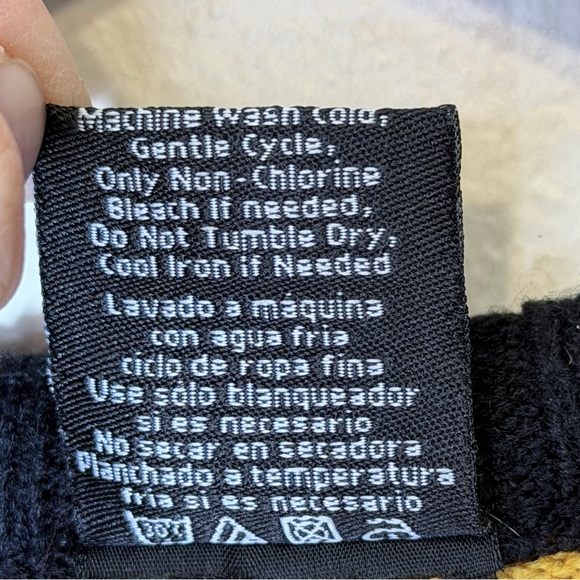 Machine wash cold,
Gentle Cycle,
Only Non-Chlorine
Bleach If needed,
Do Not Tumble Dry,
Cool Iron if Needed
Lavado a máquina
con agua fria
ciclo de ropa fina
Use sólo blanqueador
si es necesario
No secar en secadora
Planchado a temperatura
fria si es necesario